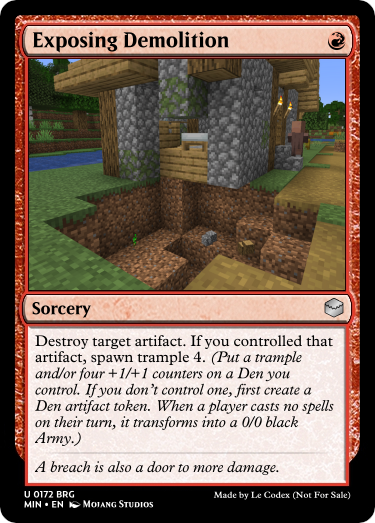 Exposing Demolition
Sorcery
Destroy target artifact. If you controlled that
artifact, spawn trample 4. (Put a trample
and/or four +1/+1 counters on a Den you
control. If you don't control one, first create a
Den artifact token. When a player casts no spells
on their turn, it transforms into a 0/0 black
Army.)
A breach is also a door to more damage.
U 0172 BRG
MIN • EN Mojang Studios
Made by Le Codex (Not For Sale)